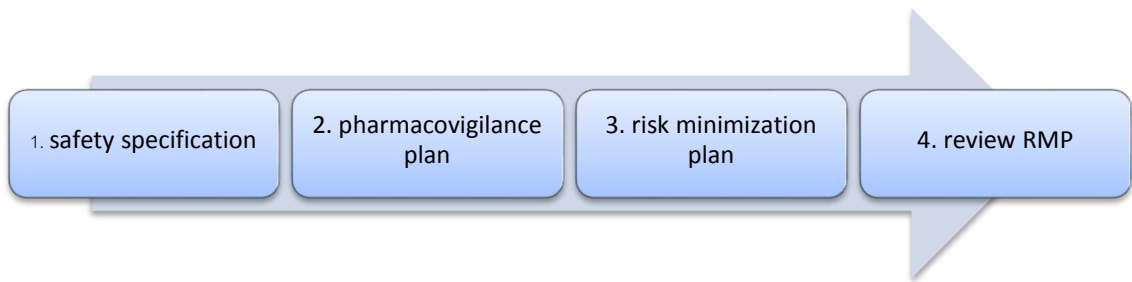 1. safety specification
2. pharmacovigilance
plan
3. risk minimization
plan
4. review RMP